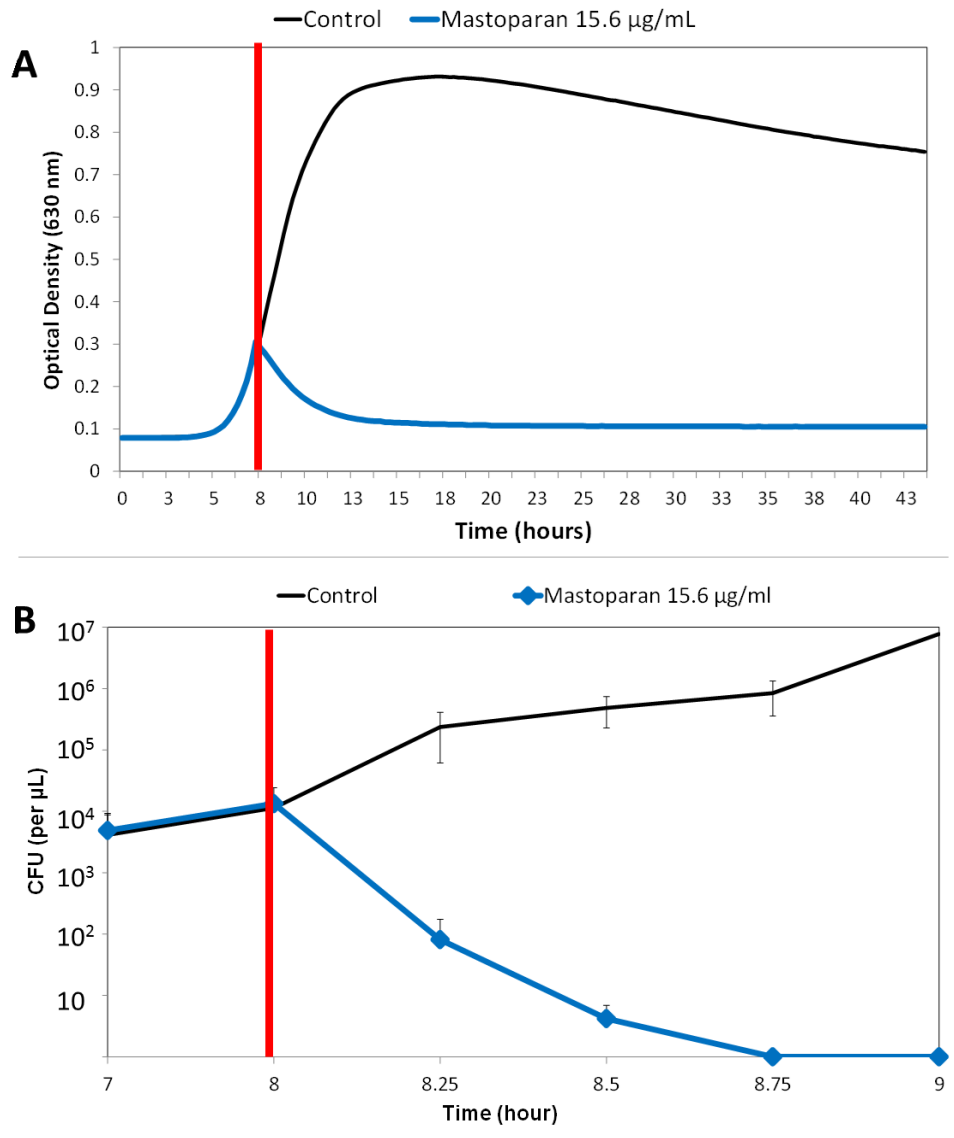 Control Mastoparan 15.6 µg/mL
A
1
0.9
0.8
0.7
0.6
0.5
0.4
0.3
0.2
0.1
0
Optical Density (630 nm)
0 3 5 8 10 13 15 18 20 23 25 28 30 33 35 38 40 43
Time (hours)
Control Mastoparan 15.6 µg/ml
B
10⁷
10⁶
10⁵
10⁴
10³
10²
10
CFU (per µL)
7 8 8.25 8.5 8.75 9
Time (hour)